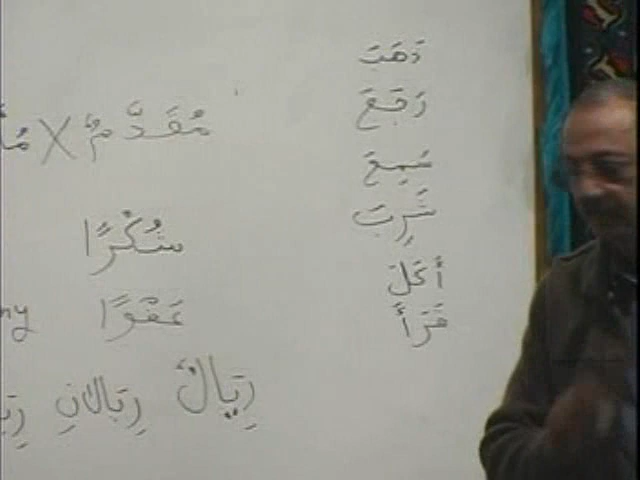 ذَهَبَ
رَجَعَ
سَمِعَ
شَرِبَ
أَكَلَ
قَرَأَ
مُقَدَّمٌ X
شُكْرًا
عَفْوًا
رِيَالٌ رِيَالَانِ